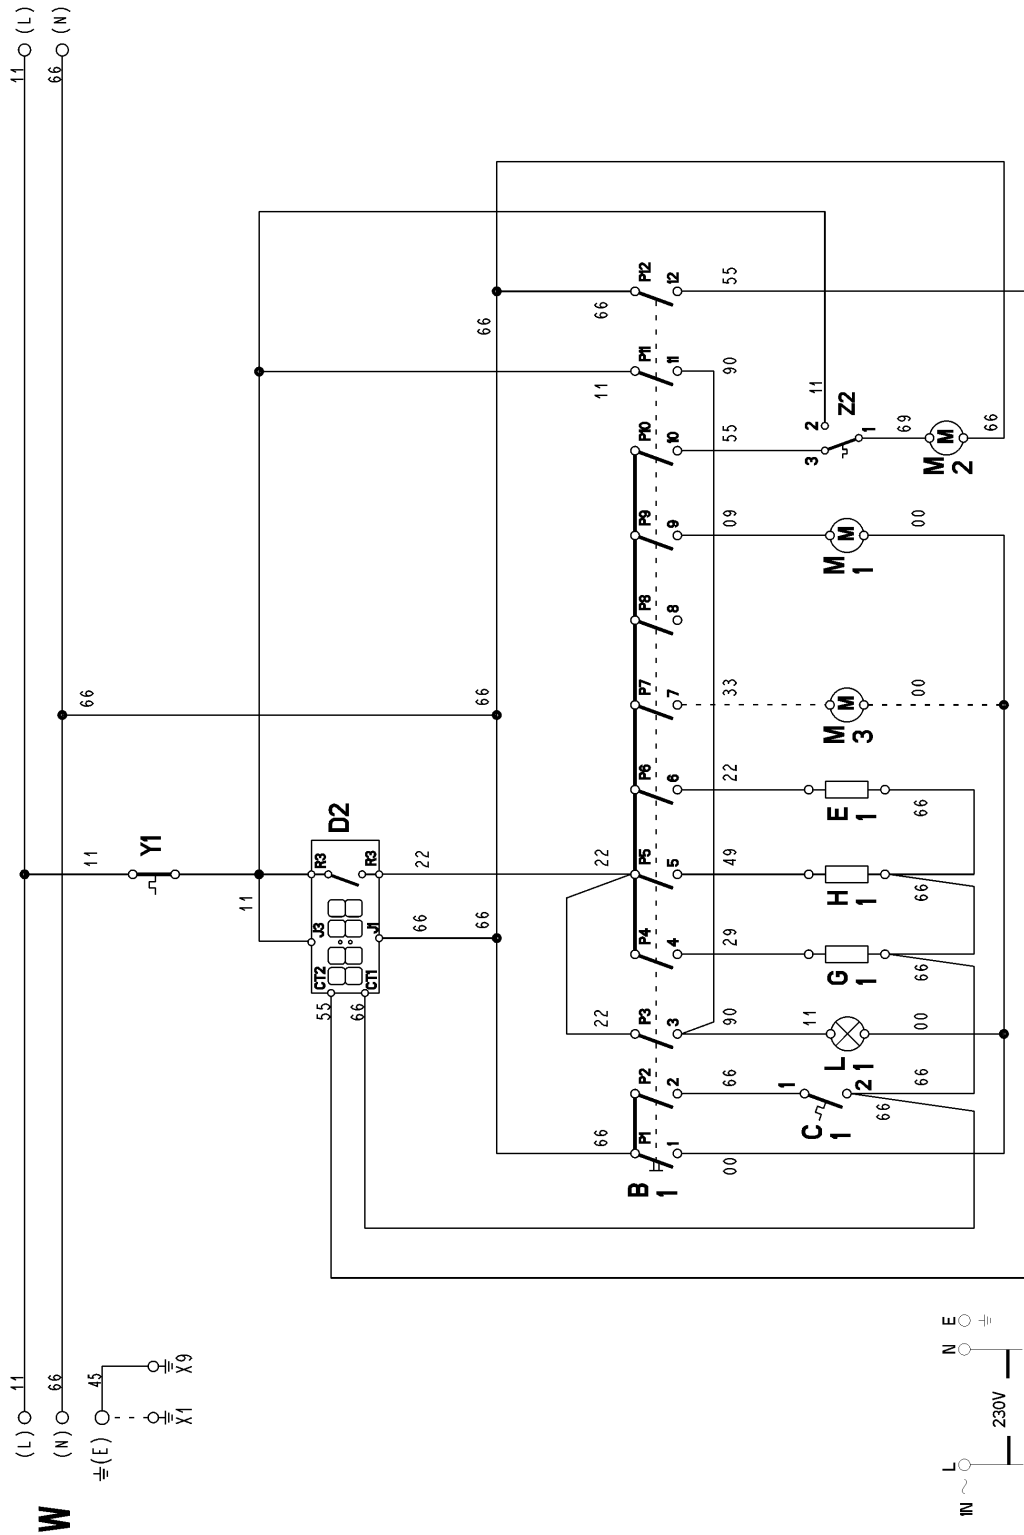 W
(L) 11 11 (L)
(N) 66 66 (N)
(E) 45
X1 X9
66
11
Y1
11
D2
R3 R3
J3 J1
CT2 CT1
55 66
22
66
66
66
66
66 22 22 11 66
B 1
P1 P2 P3 P4 P5 P6 P7 P8 P9 P10 P11 P12
1 2 3 4 5 6 7 8 9 10 11 12
00 66 90 29 49 22 33 09 55 90 55
1 11 3 2 11
C 1
2
L 1
G 1
H 1
E 1
M 3
M
M 1
M
Z2
1
69
M 2
M
66
66 66 00 66 66 66 00 00
1N ~ L N E
230V